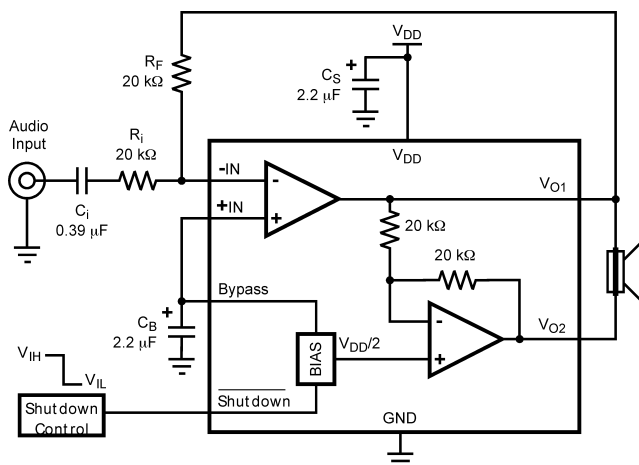 V_DD
R_F
20 kΩ
C_S
2.2 µF
Audio
Input
R_i
20 kΩ
V_DD
-IN
-
V_O1
+IN
+
C_i
0.39 µF
20 kΩ
20 kΩ
Bypass
C_B
2.2 µF
-
V_O2
BIAS
V_DD/2
+
V_IH
V_IL
Shutdown
Shutdown
Control
GND
+
+